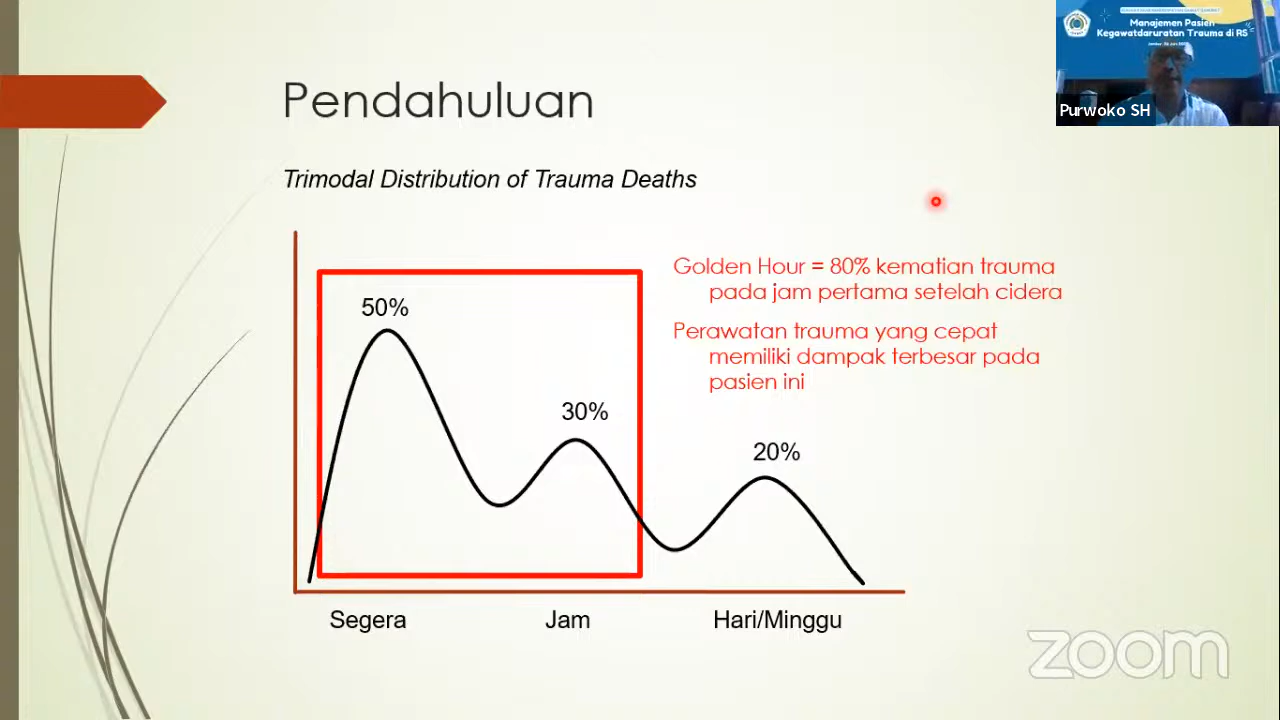 Pendahuluan
Trimodal Distribution of Trauma Deaths
Golden Hour = 80% kematian trauma
pada jam pertama setelah cidera
Perawatan trauma yang cepat
memiliki dampak terbesar pada
pasien ini
50%
30%
20%
Segera
Jam
Hari/Minggu
Manajemen Pasien
Kegawatdaruratan Trauma di RS
Purwoko SH
zoom